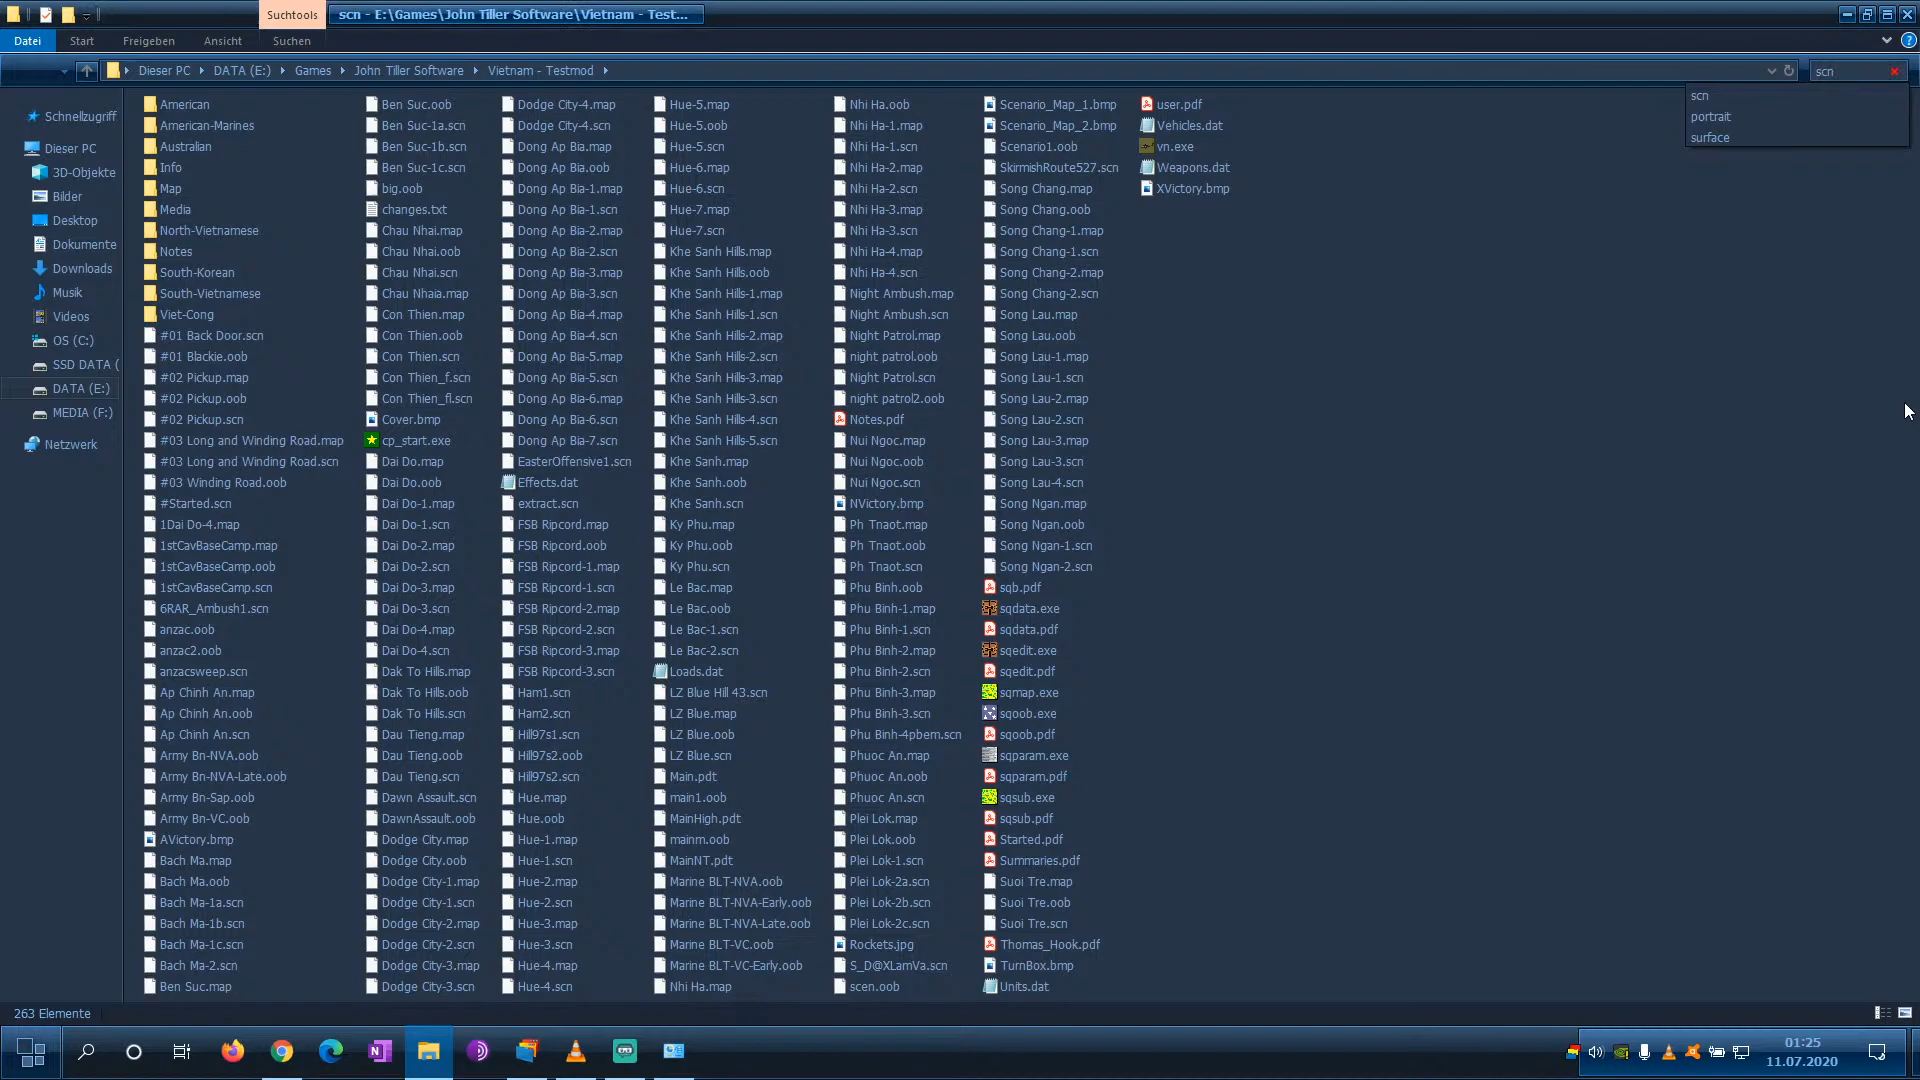 Suchtools
scn - E:\Games\John Tiller Software\Vietnam - Test...
Datei
Start
Freigeben
Ansicht
Suchen
Dieser PC
DATA (E:)
Games
John Tiller Software
Vietnam - Testmod
scn
scn
portrait
surface
Schnellzugriff
Dieser PC
3D-Objekte
Bilder
Desktop
Dokumente
Downloads
Musik
Videos
OS (C:)
SSD DATA (
DATA (E:)
MEDIA (F:)
Netzwerk
American
American-Marines
Australian
Info
Map
Media
North-Vietnamese
Notes
South-Korean
South-Vietnamese
Viet-Cong
#01 Back Door.scn
#01 Blackie.oob
#02 Pickup.map
#02 Pickup.oob
#02 Pickup.scn
#03 Long and Winding Road.map
#03 Long and Winding Road.scn
#03 Winding Road.oob
#Started.scn
1Dai Do-4.map
1stCavBaseCamp.map
1stCavBaseCamp.oob
1stCavBaseCamp.scn
6RAR_Ambush1.scn
anzac.oob
anzac2.oob
anzacsweep.scn
Ap Chinh An.map
Ap Chinh An.oob
Ap Chinh An.scn
Army Bn-NVA.oob
Army Bn-NVA-Late.oob
Army Bn-Sap.oob
Army Bn-VC.oob
AVictory.bmp
Bach Ma.map
Bach Ma.oob
Bach Ma-1a.scn
Bach Ma-1b.scn
Bach Ma-1c.scn
Bach Ma-2.scn
Ben Suc.map
Ben Suc.oob
Ben Suc-1a.scn
Ben Suc-1b.scn
Ben Suc-1c.scn
big.oob
changes.txt
Chau Nhai.map
Chau Nhai.oob
Chau Nhai.scn
Chau Nhaia.map
Con Thien.map
Con Thien.oob
Con Thien.scn
Con Thien_f.scn
Con Thien_fl.scn
Cover.bmp
cp_start.exe
Dai Do.map
Dai Do.oob
Dai Do-1.map
Dai Do-1.scn
Dai Do-2.map
Dai Do-2.scn
Dai Do-3.map
Dai Do-3.scn
Dai Do-4.map
Dai Do-4.scn
Dak To Hills.map
Dak To Hills.oob
Dak To Hills.scn
Dau Tieng.map
Dau Tieng.oob
Dau Tieng.scn
Dawn Assault.scn
DawnAssault.oob
Dodge City.map
Dodge City.oob
Dodge City-1.map
Dodge City-1.scn
Dodge City-2.map
Dodge City-2.scn
Dodge City-3.map
Dodge City-3.scn
Dodge City-4.map
Dodge City-4.scn
Dong Ap Bia.map
Dong Ap Bia.oob
Dong Ap Bia-1.map
Dong Ap Bia-1.scn
Dong Ap Bia-2.map
Dong Ap Bia-2.scn
Dong Ap Bia-3.map
Dong Ap Bia-3.scn
Dong Ap Bia-4.map
Dong Ap Bia-4.scn
Dong Ap Bia-5.map
Dong Ap Bia-5.scn
Dong Ap Bia-6.map
Dong Ap Bia-6.scn
Dong Ap Bia-7.scn
EasterOffensive1.scn
Effects.dat
extract.scn
FSB Ripcord.map
FSB Ripcord.oob
FSB Ripcord-1.map
FSB Ripcord-1.scn
FSB Ripcord-2.map
FSB Ripcord-2.scn
FSB Ripcord-3.map
FSB Ripcord-3.scn
Ham1.scn
Ham2.scn
Hill97s1.scn
Hill97s2.oob
Hill97s2.scn
Hue.map
Hue.oob
Hue-1.map
Hue-1.scn
Hue-2.map
Hue-2.scn
Hue-3.map
Hue-3.scn
Hue-4.map
Hue-4.scn
Hue-5.map
Hue-5.oob
Hue-5.scn
Hue-6.map
Hue-6.scn
Hue-7.map
Hue-7.scn
Khe Sanh Hills.map
Khe Sanh Hills.oob
Khe Sanh Hills-1.map
Khe Sanh Hills-1.scn
Khe Sanh Hills-2.map
Khe Sanh Hills-2.scn
Khe Sanh Hills-3.map
Khe Sanh Hills-3.scn
Khe Sanh Hills-4.scn
Khe Sanh Hills-5.scn
Khe Sanh.map
Khe Sanh.oob
Khe Sanh.scn
Ky Phu.map
Ky Phu.oob
Ky Phu.scn
Le Bac.map
Le Bac.oob
Le Bac-1.scn
Le Bac-2.scn
Loads.dat
LZ Blue Hill 43.scn
LZ Blue.map
LZ Blue.oob
LZ Blue.scn
Main.pdt
main1.oob
MainHigh.pdt
mainm.oob
MainNT.pdt
Marine BLT-NVA.oob
Marine BLT-NVA-Early.oob
Marine BLT-NVA-Late.oob
Marine BLT-VC.oob
Marine BLT-VC-Early.oob
Nhi Ha.map
Nhi Ha.oob
Nhi Ha-1.map
Nhi Ha-1.scn
Nhi Ha-2.map
Nhi Ha-2.scn
Nhi Ha-3.map
Nhi Ha-3.scn
Nhi Ha-4.map
Nhi Ha-4.scn
Night Ambush.map
Night Ambush.scn
Night Patrol.map
night patrol.oob
Night Patrol.scn
night patrol2.oob
Notes.pdf
Nui Ngoc.map
Nui Ngoc.oob
Nui Ngoc.scn
NVictory.bmp
Ph Tnaot.map
Ph Tnaot.oob
Ph Tnaot.scn
Phu Binh.oob
Phu Binh-1.map
Phu Binh-1.scn
Phu Binh-2.map
Phu Binh-2.scn
Phu Binh-3.map
Phu Binh-3.scn
Phu Binh-4pbem.scn
Phuoc An.map
Phuoc An.oob
Phuoc An.scn
Plei Lok.map
Plei Lok.oob
Plei Lok-1.scn
Plei Lok-2a.scn
Plei Lok-2b.scn
Plei Lok-2c.scn
Rockets.jpg
S_D@XLamVa.scn
scen.oob
Scenario_Map_1.bmp
Scenario_Map_2.bmp
Scenario1.oob
SkirmishRoute527.scn
Song Chang.map
Song Chang.oob
Song Chang-1.map
Song Chang-1.scn
Song Chang-2.map
Song Chang-2.scn
Song Lau.map
Song Lau.oob
Song Lau-1.map
Song Lau-1.scn
Song Lau-2.map
Song Lau-2.scn
Song Lau-3.map
Song Lau-3.scn
Song Lau-4.scn
Song Ngan.map
Song Ngan.oob
Song Ngan-1.scn
Song Ngan-2.scn
sqb.pdf
sqdata.exe
sqdata.pdf
sqedit.exe
sqedit.pdf
sqmap.exe
sqoob.exe
sqoob.pdf
sqparam.exe
sqparam.pdf
sqsub.exe
sqsub.pdf
Started.pdf
Summaries.pdf
Suoi Tre.map
Suoi Tre.oob
Suoi Tre.scn
Thomas_Hook.pdf
TurnBox.bmp
Units.dat
user.pdf
Vehicles.dat
vn.exe
Weapons.dat
XVictory.bmp
263 Elemente
01:25
11.07.2020